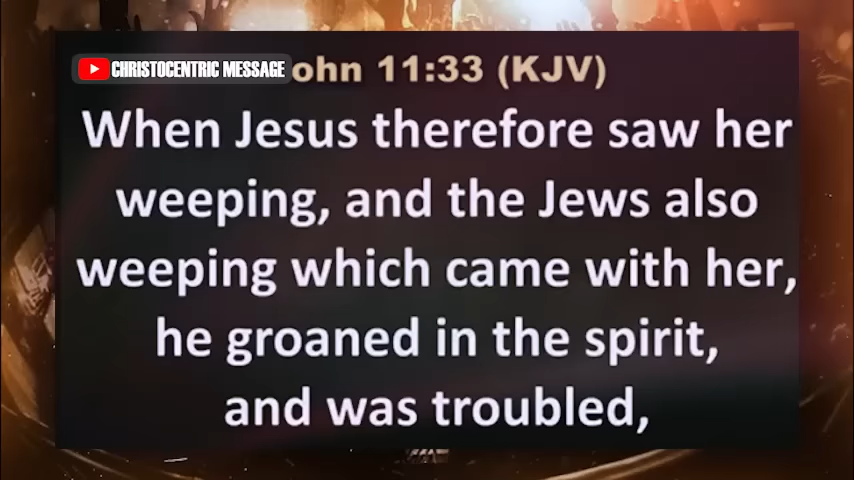 CHRISTOCENTRIC MESSAGE
ohn 11:33 (KJV)
When Jesus therefore saw her
weeping, and the Jews also
weeping which came with her,
he groaned in the spirit,
and was troubled,